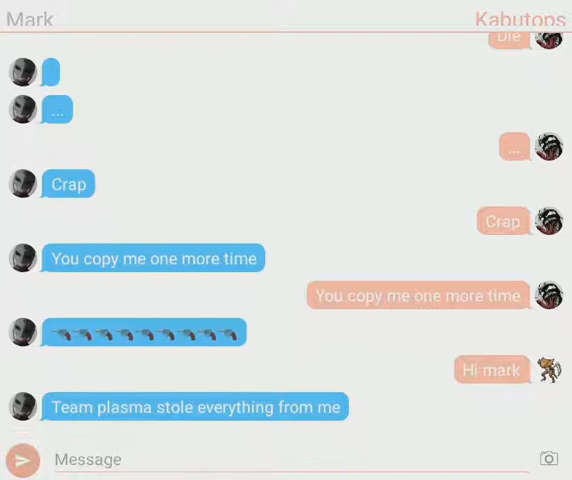 Mark
Kabutops
Die
...
...
Crap
Crap
You copy me one more time
You copy me one more time
Hi mark
Team plasma stole everything from me
Message